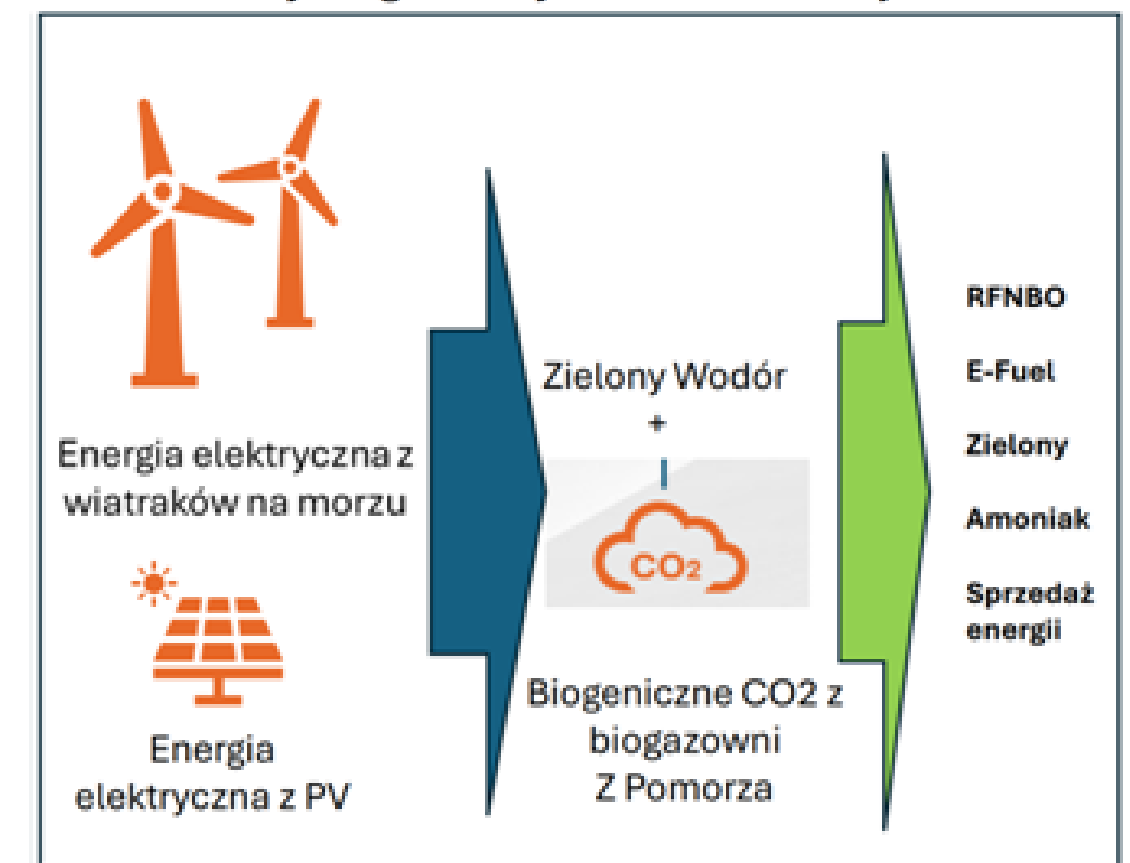 Energia elektryczna z
wiatraków na morzu
Energia
elektryczna z PV
Zielony Wodór
+
CO2
Biogeniczne CO2 z
biogazowni
Z Pomorza
RFNBO
E-Fuel
Zielony
Amoniak
Sprzedaż
energii